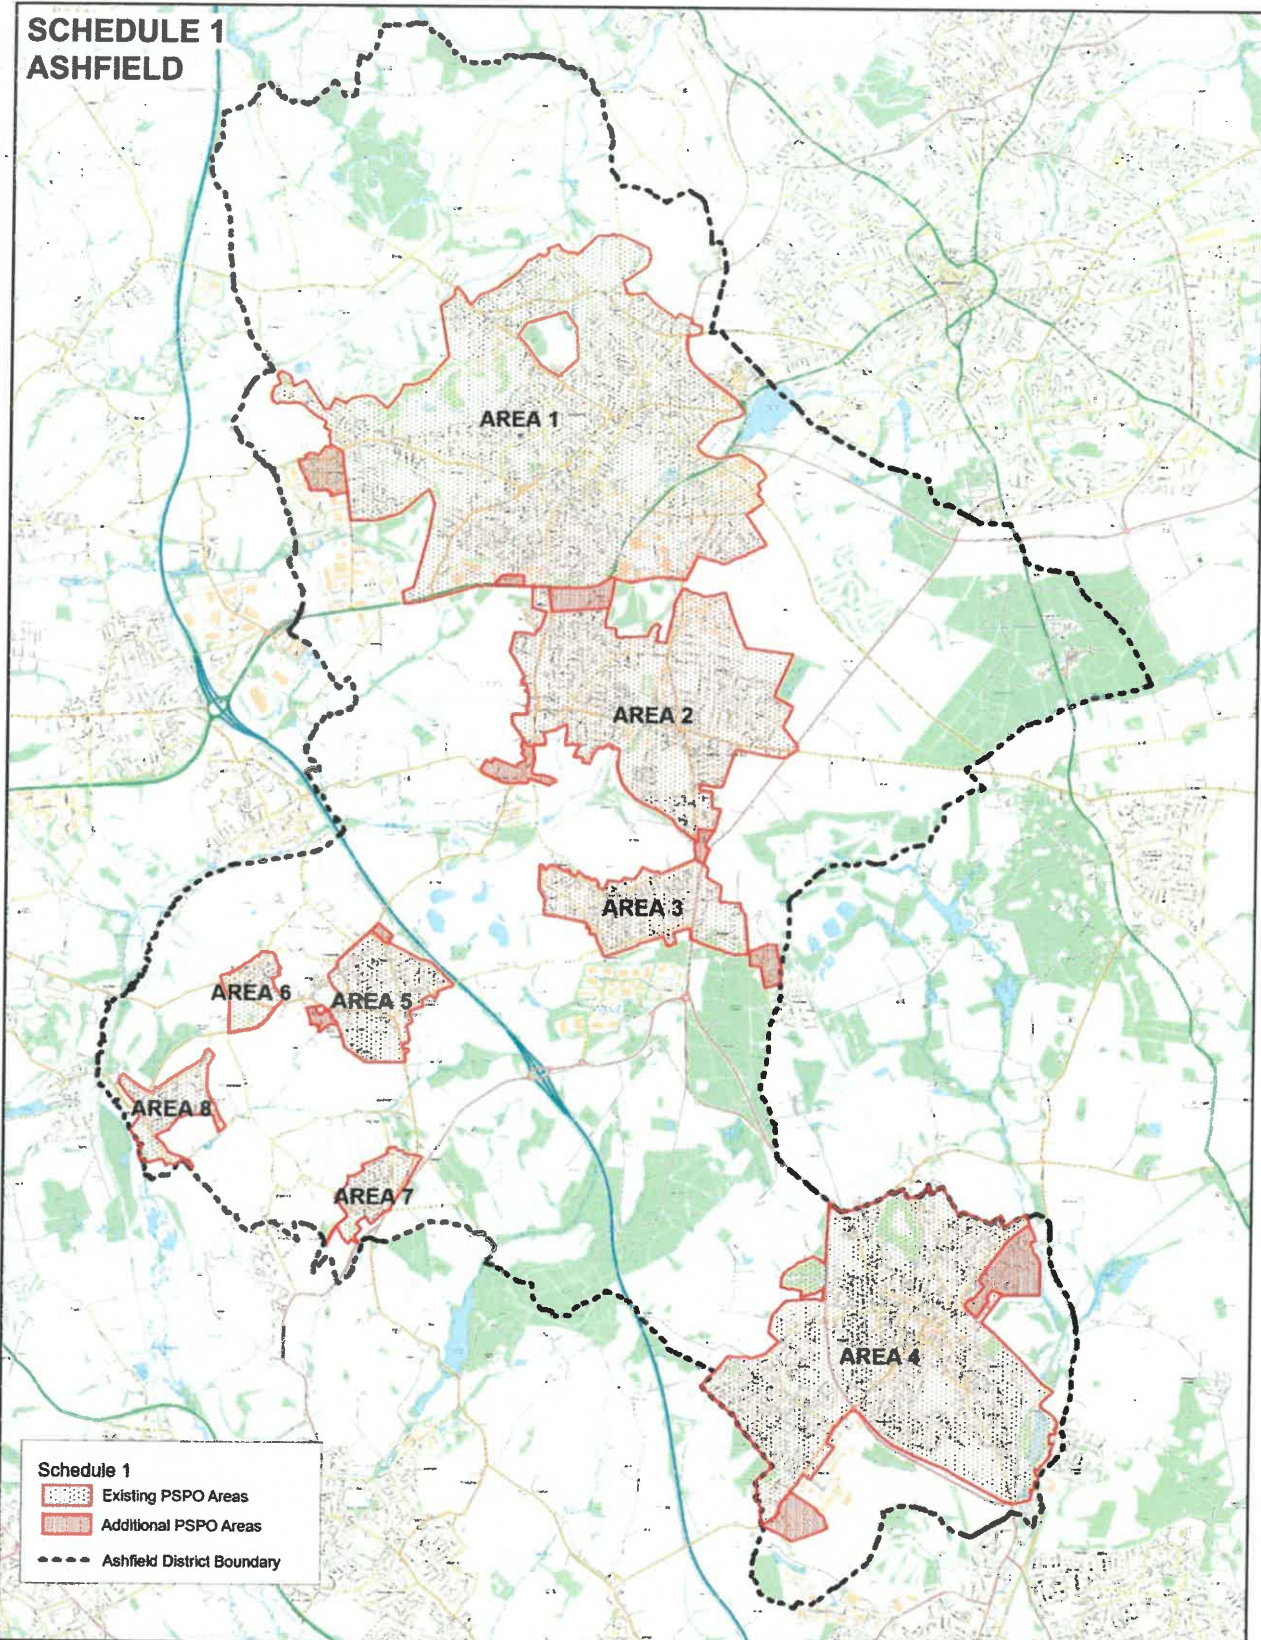 SCHEDULE 1
ASHFIELD
AREA 1
AREA 2
AREA 3
AREA 6
AREA 5
AREA 8
AREA 7
AREA 4
Schedule 1
Existing PSPO Areas
Additional PSPO Areas
Ashfield District Boundary